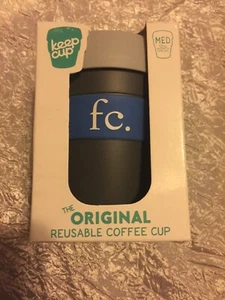 keep
cup
MED
fc.
THE ORIGINAL
REUSABLE COFFEE CUP